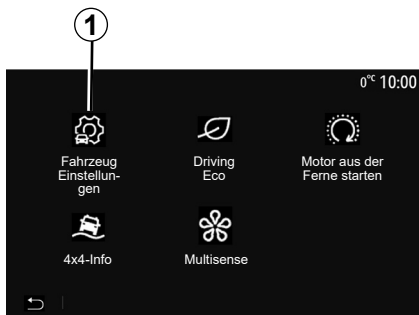 1
0°C 10:00
Fahrzeug
Einstellun-
gen
Driving
Eco
Motor aus der
Ferne starten
4x4-Info
Multisense